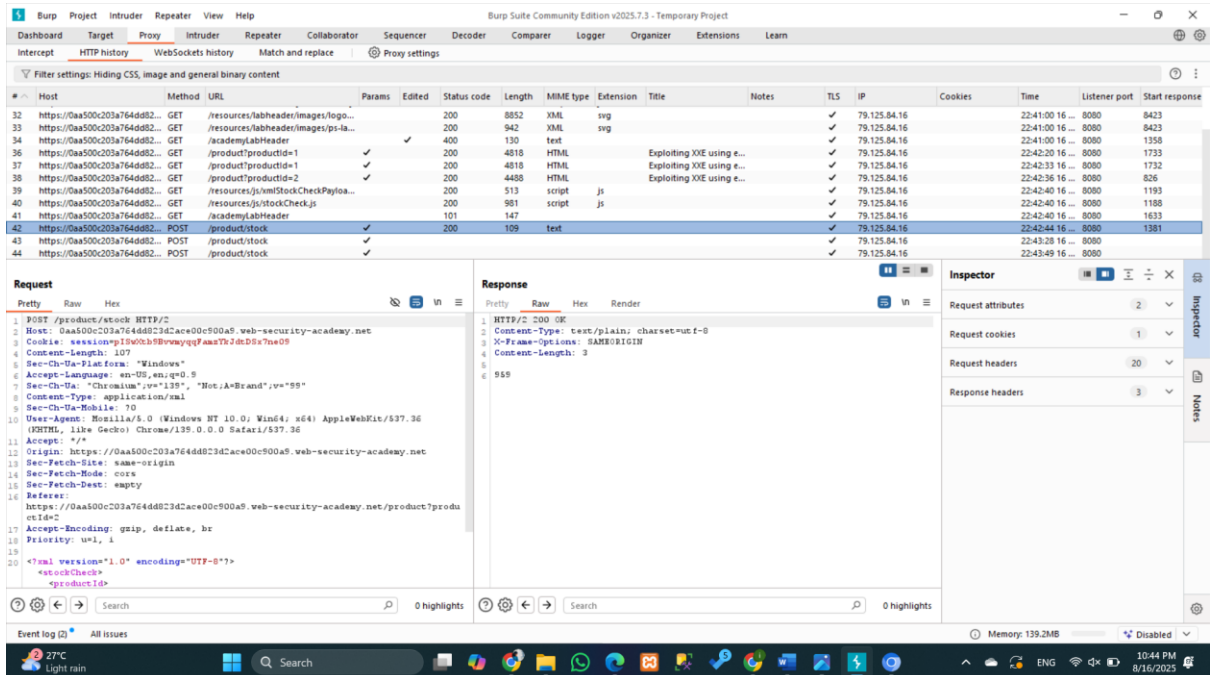 Burp Project Intruder Repeater View Help
Burp Suite Community Edition v2025.7.3 - Temporary Project
Dashboard Target Proxy Intruder Repeater Collaborator Sequencer Decoder Comparer Logger Organizer Extensions Learn
Intercept HTTP history WebSockets history Match and replace Proxy settings
Filter settings: Hiding CSS, image and general binary content
# Host Method URL Params Edited Status code Length MIME type Extension Title Notes TLS IP Cookies Time Listener port Start response
32 https://0aa500c203a764dd82... GET /resources/labheader/images/logo... 200 8852 XML svg ✓ 79.125.84.16 22:41:00 16 ... 8080 8423
33 https://0aa500c203a764dd82... GET /resources/labheader/images/ps-la... 200 942 XML svg ✓ 79.125.84.16 22:41:00 16 ... 8080 8423
34 https://0aa500c203a764dd82... GET /academyLabHeader ✓ 400 130 text ✓ 79.125.84.16 22:41:00 16 ... 8080 1358
36 https://0aa500c203a764dd82... GET /product?productId=1 ✓ 200 4818 HTML Exploiting XXE using e... ✓ 79.125.84.16 22:42:20 16 ... 8080 1733
37 https://0aa500c203a764dd82... GET /product?productId=1 ✓ 200 4818 HTML Exploiting XXE using e... ✓ 79.125.84.16 22:42:33 16 ... 8080 1732
38 https://0aa500c203a764dd82... GET /product?productId=2 ✓ 200 4488 HTML Exploiting XXE using e... ✓ 79.125.84.16 22:42:36 16 ... 8080 826
39 https://0aa500c203a764dd82... GET /resources/js/xmlStockCheckPayloa... 200 513 script js ✓ 79.125.84.16 22:42:40 16 ... 8080 1193
40 https://0aa500c203a764dd82... GET /resources/js/stockCheck.js 200 981 script js ✓ 79.125.84.16 22:42:40 16 ... 8080 1188
41 https://0aa500c203a764dd82... GET /academyLabHeader 101 147 ✓ 79.125.84.16 22:42:40 16 ... 8080 1633
42 https://0aa500c203a764dd82... POST /product/stock ✓ 200 109 text ✓ 79.125.84.16 22:42:44 16 ... 8080 1381
43 https://0aa500c203a764dd82... POST /product/stock ✓ ✓ 79.125.84.16 22:43:28 16 ... 8080
44 https://0aa500c203a764dd82... POST /product/stock ✓ ✓ 79.125.84.16 22:43:49 16 ... 8080
Request
Pretty Raw Hex \n
1 POST /product/stock HTTP/2
2 Host: 0aa500c203a764dd823d2ace00c900a9.web-security-academy.net
3 Cookie: session=
4 Content-Length: 107
5 Sec-Ch-Ua-Platform: "Windows"
6 Accept-Language: en-US,en;q=0.9
7 Sec-Ch-Ua: "Chromium";v="139", "Not;A=Brand";v="99"
8 Content-Type: application/xml
9 Sec-Ch-Ua-Mobile: ?0
10 User-Agent: Mozilla/5.0 (Windows NT 10.0; Win64; x64) AppleWebKit/537.36
(KHTML, like Gecko) Chrome/139.0.0.0 Safari/537.36
11 Accept: */*
12 Origin: https://0aa500c203a764dd823d2ace00c900a9.web-security-academy.net
13 Sec-Fetch-Site: same-origin
14 Sec-Fetch-Mode: cors
15 Sec-Fetch-Dest: empty
16 Referer:
https://0aa500c203a764dd823d2ace00c900a9.web-security-academy.net/product?produ
ctId=2
17 Accept-Encoding: gzip, deflate, br
18 Priority: u=1, i
19
20 <?xml version="1.0" encoding="UTF-8"?>
<stockCheck>
<productId>
Search 0 highlights
Response
Pretty Raw Hex Render \n
1 HTTP/2 200 OK
2 Content-Type: text/plain; charset=utf-8
3 X-Frame-Options: SAMEORIGIN
4 Content-Length: 3
5
6 989
Search 0 highlights
Inspector
Request attributes 2
Request cookies 1
Request headers 20
Response headers 3
Inspector
Notes
Event log (2) All issues
Memory: 139.2MB Disabled
2 27°C
Light rain
Search
5
ENG
10:44 PM
8/16/2025